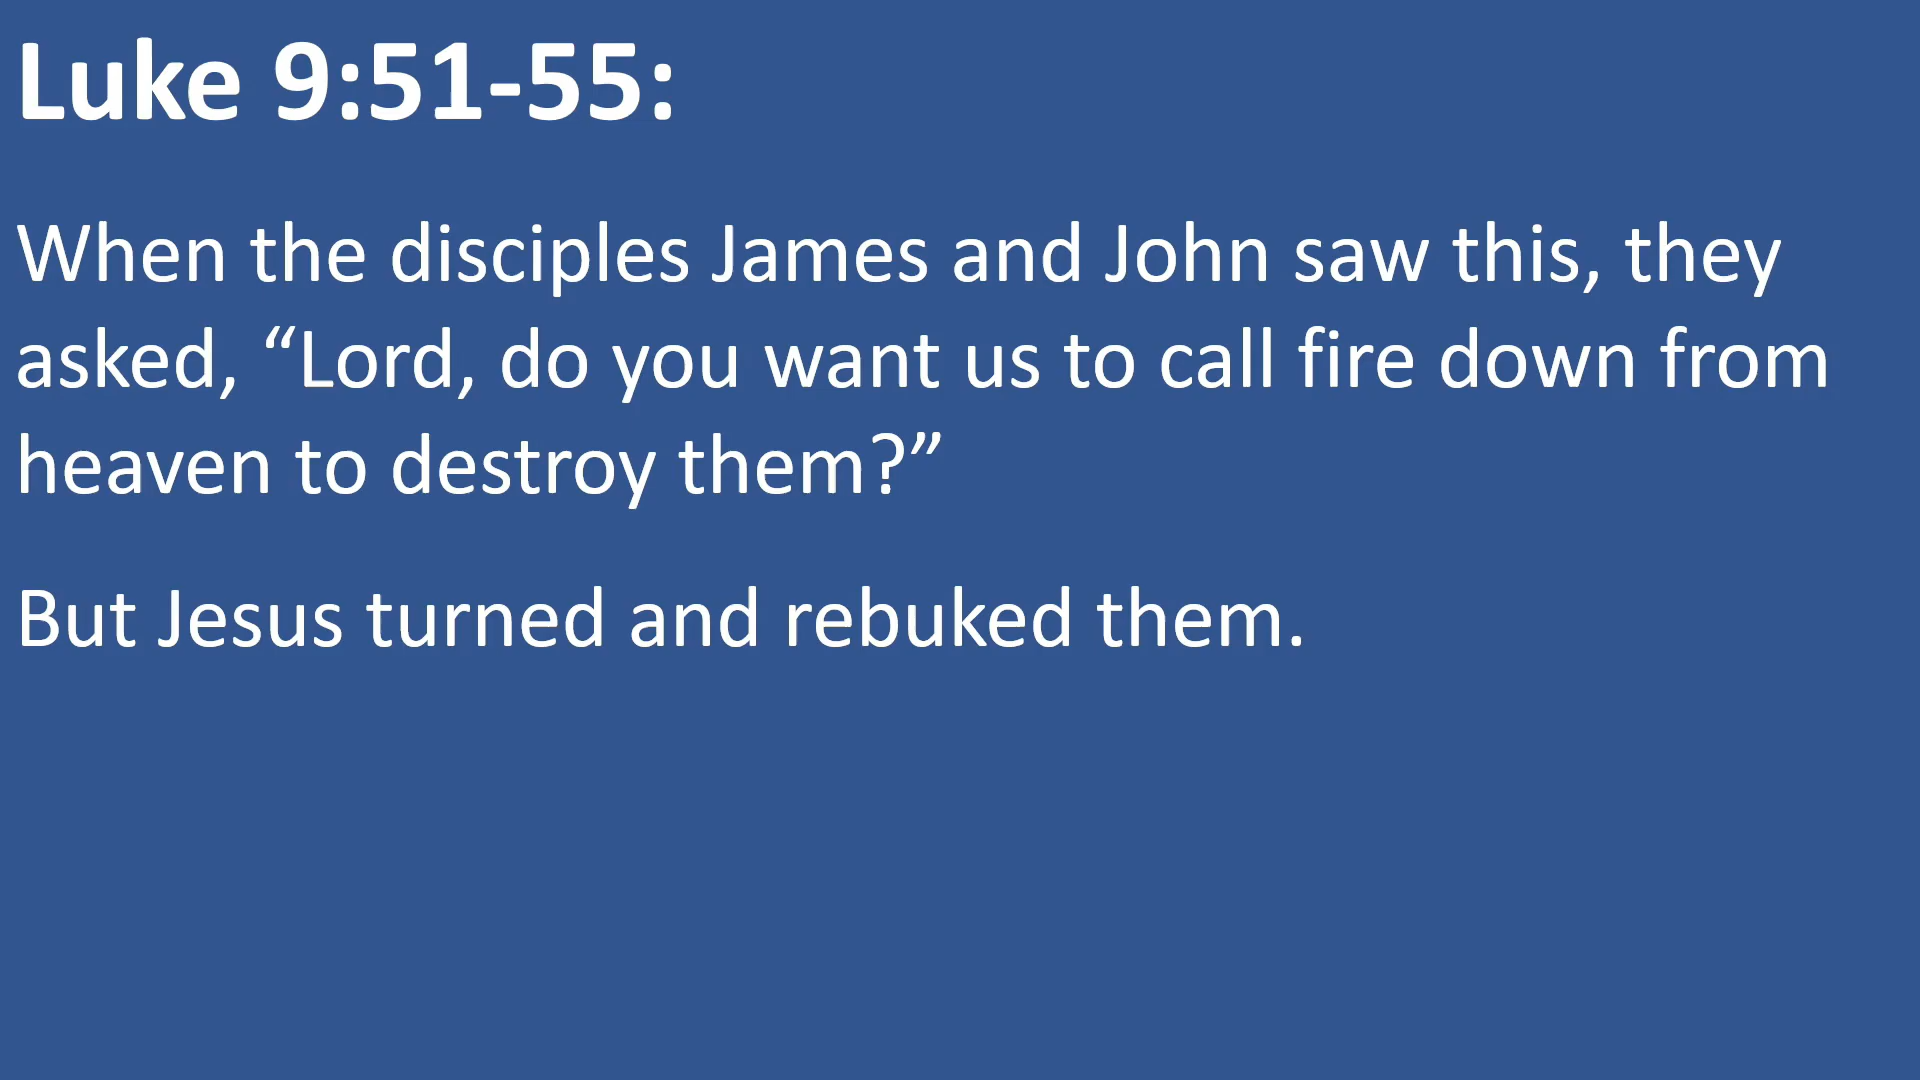 Luke 9:51-55:
When the disciples James and John saw this, they
asked, “Lord, do you want us to call fire down from
heaven to destroy them?”
But Jesus turned and rebuked them.